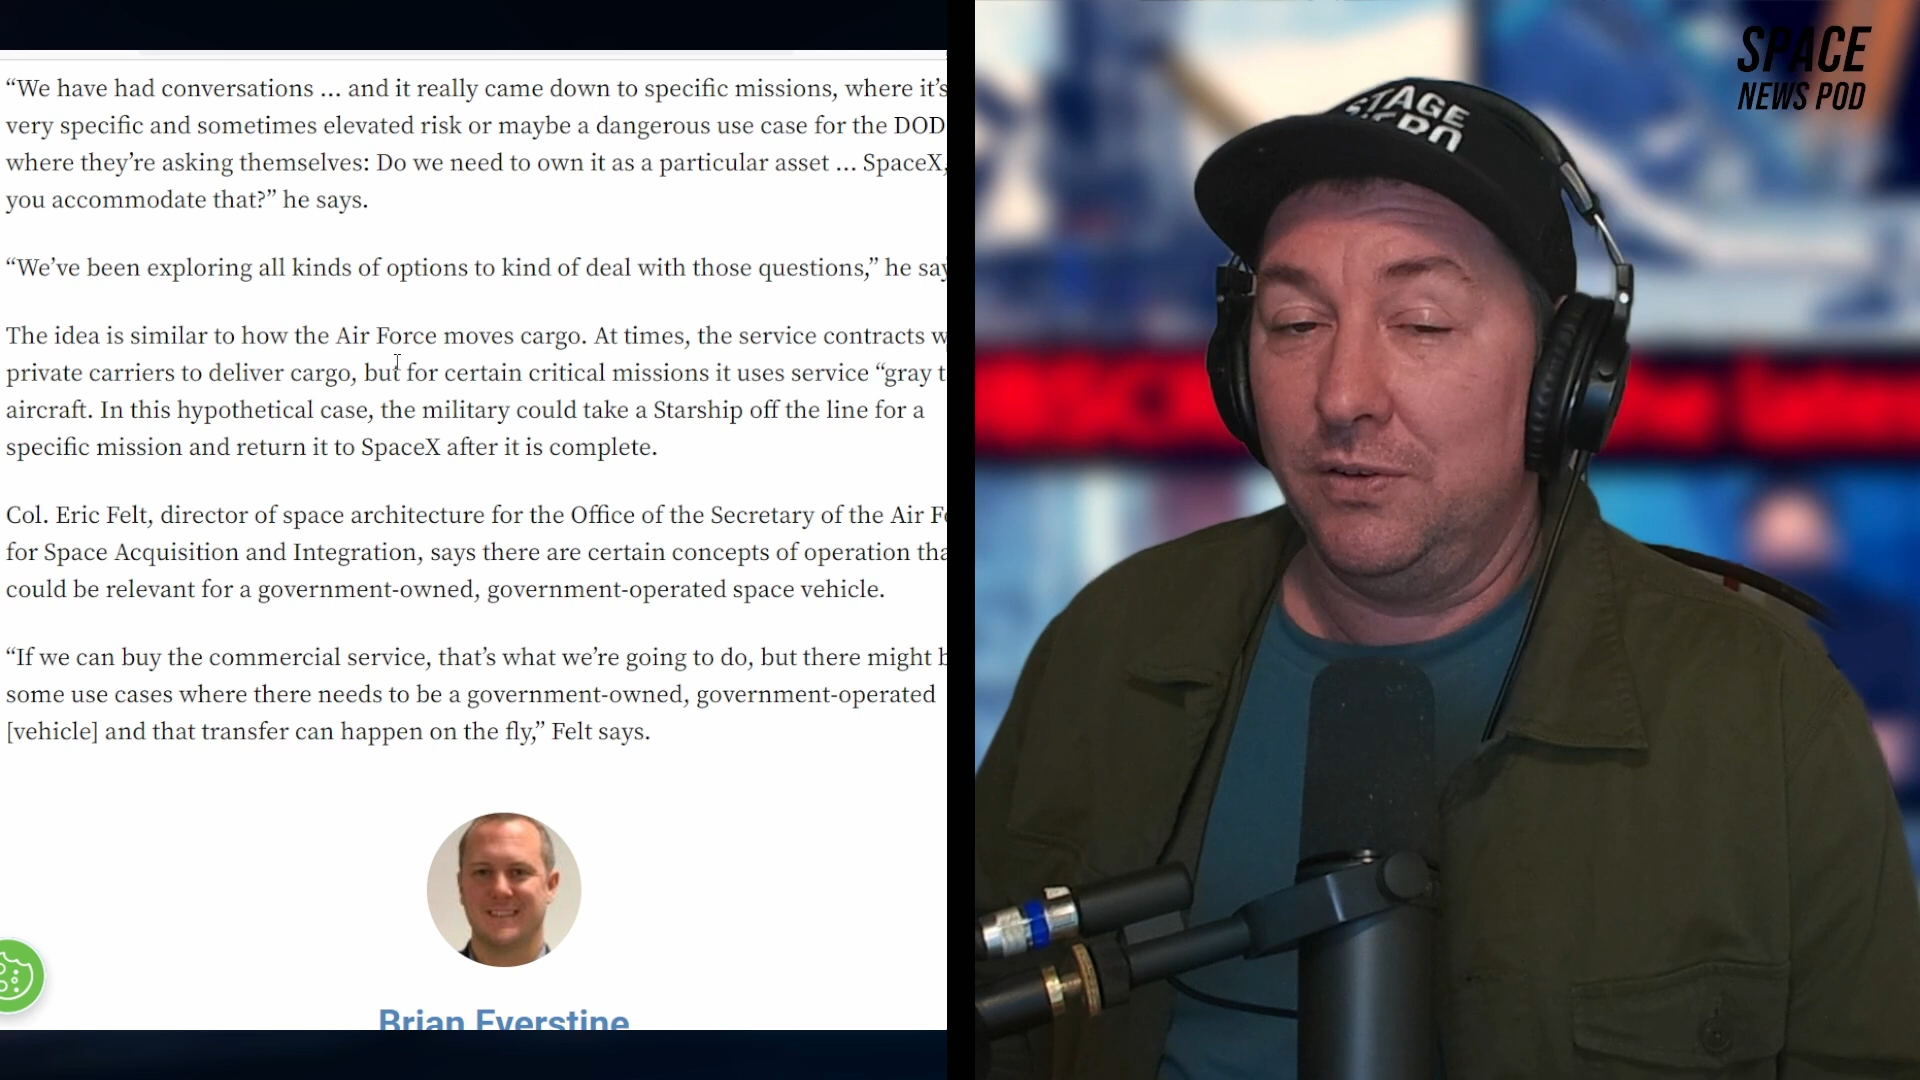 “We have had conversations … and it really came down to specific missions, where it’s
very specific and sometimes elevated risk or maybe a dangerous use case for the DOD
where they’re asking themselves: Do we need to own it as a particular asset … SpaceX,
you accommodate that?” he says.
“We’ve been exploring all kinds of options to kind of deal with those questions,” he say
The idea is similar to how the Air Force moves cargo. At times, the service contracts w
private carriers to deliver cargo, but for certain critical missions it uses service “gray t
aircraft. In this hypothetical case, the military could take a Starship off the line for a
specific mission and return it to SpaceX after it is complete.
Col. Eric Felt, director of space architecture for the Office of the Secretary of the Air Fo
for Space Acquisition and Integration, says there are certain concepts of operation tha
could be relevant for a government-owned, government-operated space vehicle.
“If we can buy the commercial service, that’s what we’re going to do, but there might b
some use cases where there needs to be a government-owned, government-operated
[vehicle] and that transfer can happen on the fly,” Felt says.
Brian Everstine
SPACE
NEWS POD
STAGE
ZERO
the